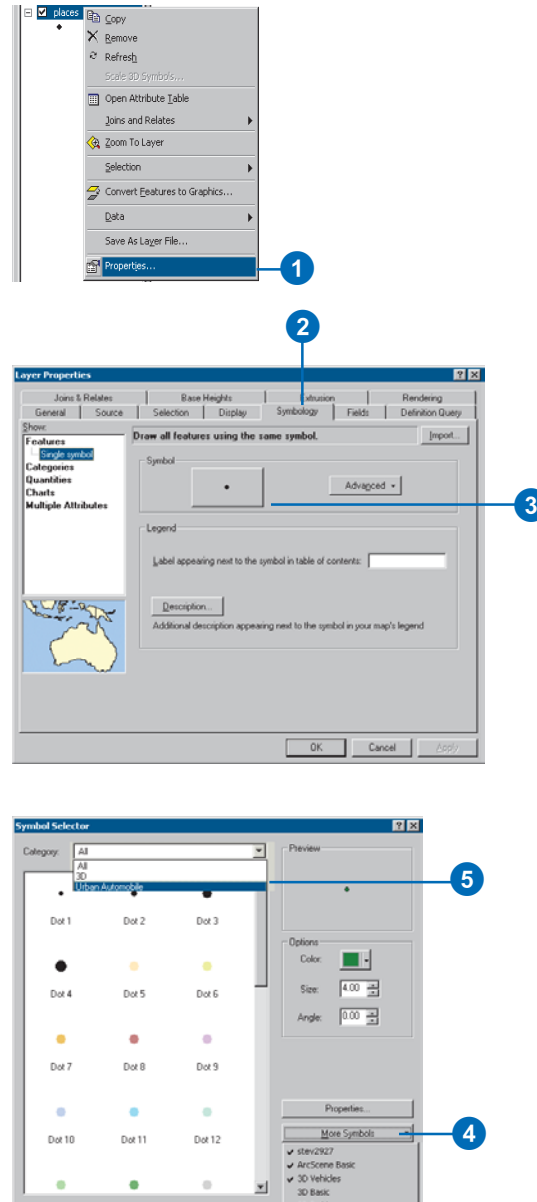 places
Copy
Remove
Refresh
Scale 3D Symbols...
Open Attribute Table
Joins and Relates
Zoom To Layer
Selection
Convert Features to Graphics...
Data
Save As Layer File...
Properties...
1
2
Layer Properties
Joins & Relates Base Heights Extrusion Rendering
General Source Selection Display Symbology Fields Definition Query
Show:
Features
Single symbol
Categories
Quantities
Charts
Multiple Attributes
Draw all features using the same symbol.
Import...
Symbol
Advanced
3
Legend
Label appearing next to the symbol in table of contents:
Description...
Additional description appearing next to the symbol in your map's legend
OK Cancel Apply
Symbol Selector
Category: All
All
3D
Urban Automobile
5
Preview
Dot 1 Dot 2 Dot 3
Options
Color:
Size: 4.00
Angle: 0.00
Dot 4 Dot 5 Dot 6
Dot 7 Dot 8 Dot 9
Dot 10 Dot 11 Dot 12
Properties...
More Symbols
4
stev2927
ArcScene Basic
3D Vehicles
3D Basic